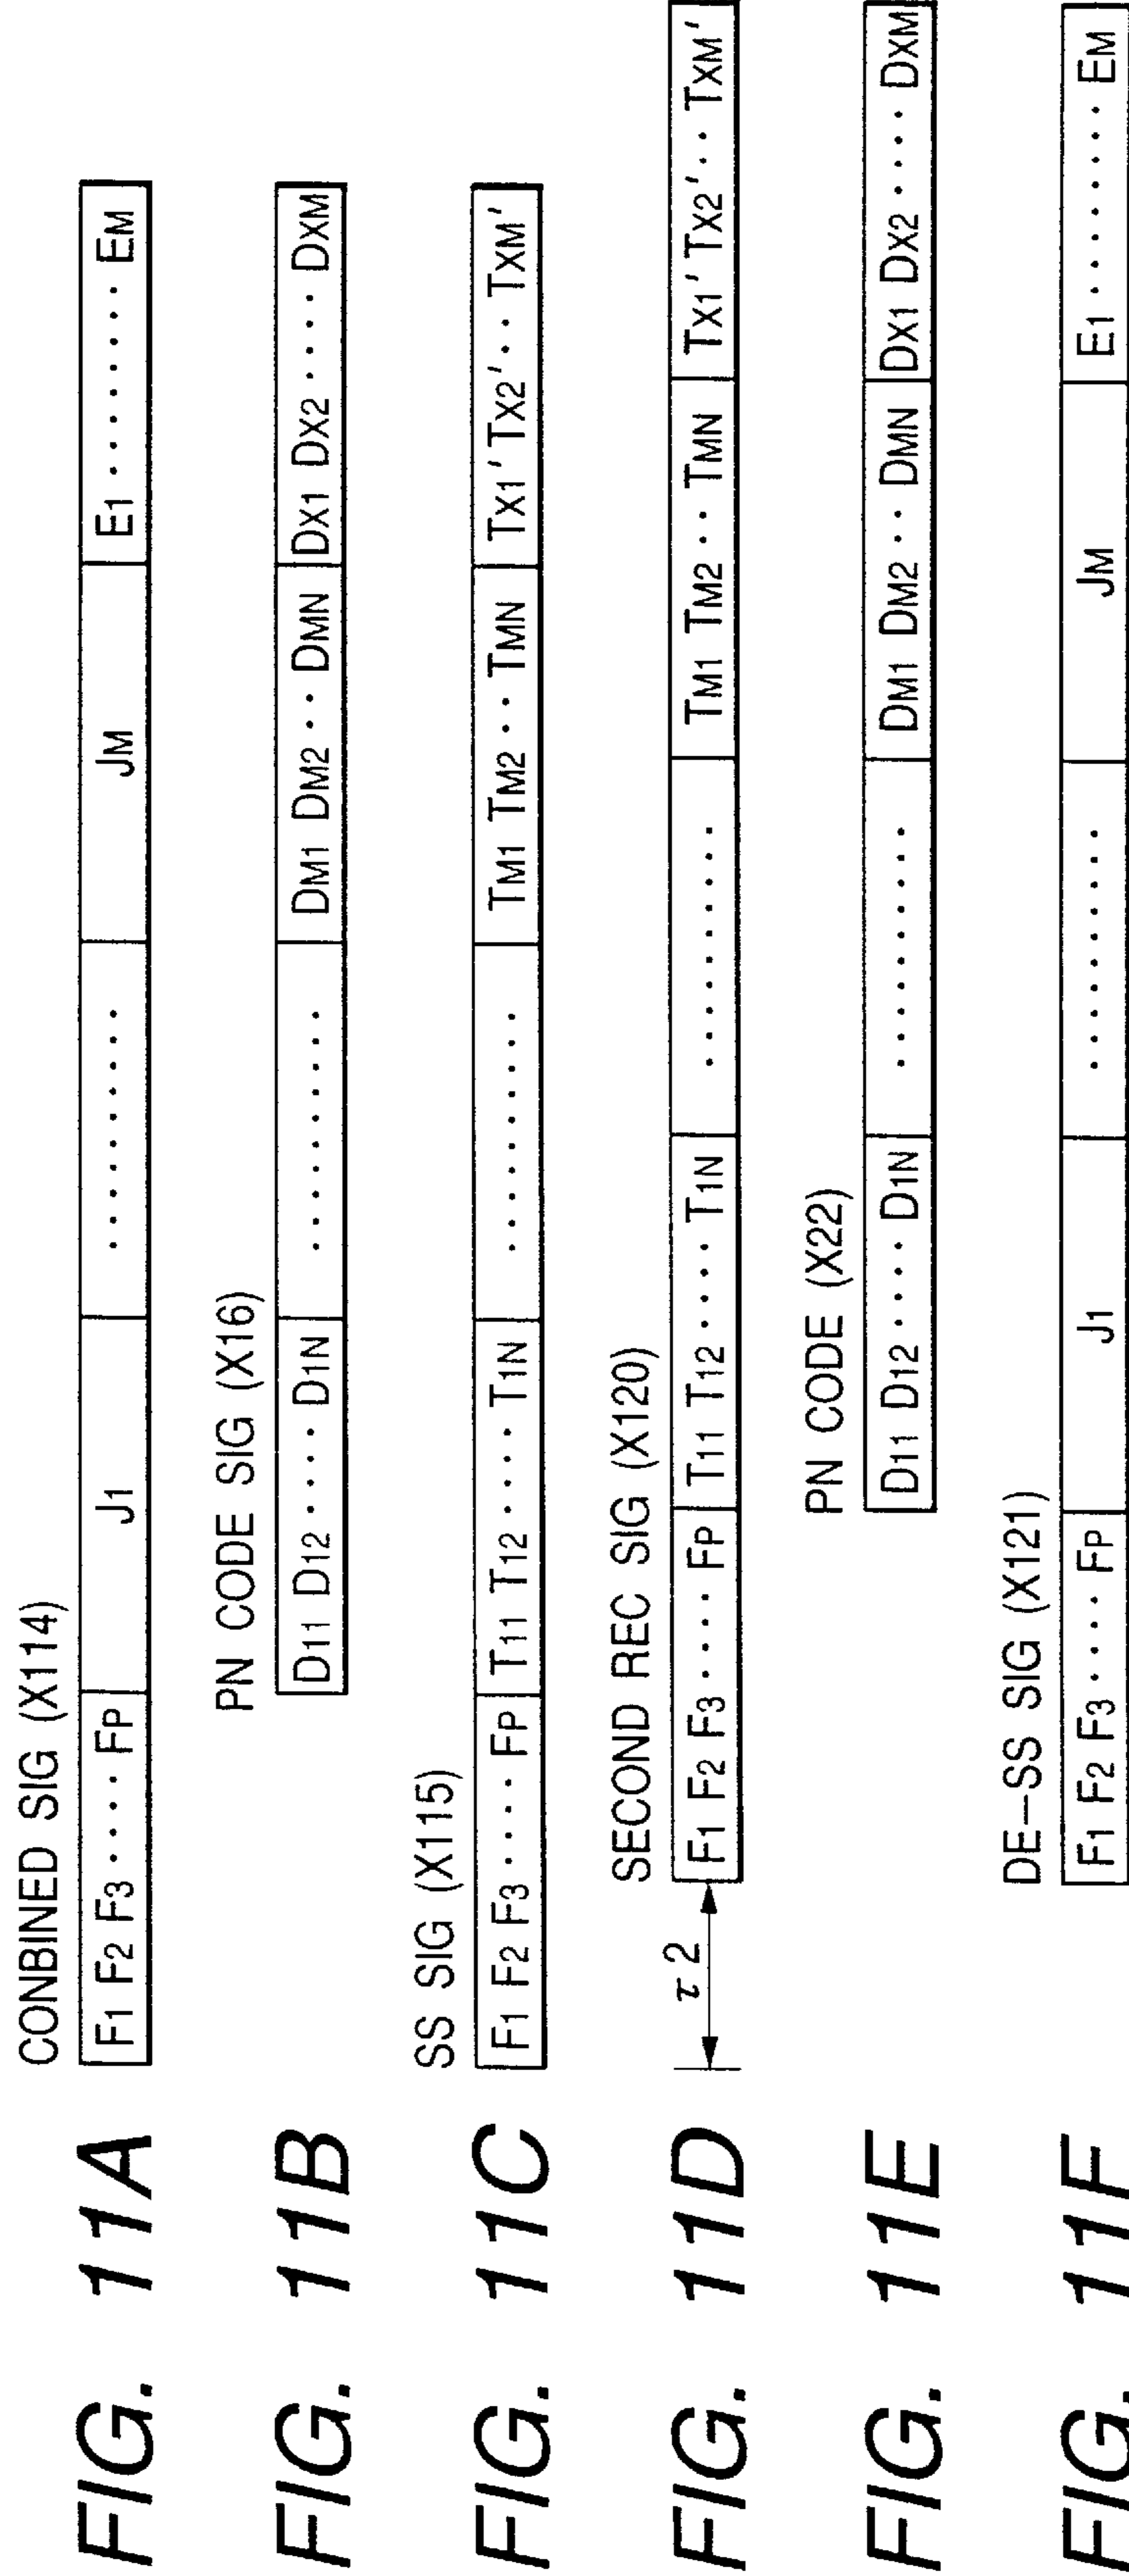 CONBINED SIG (X114)
FIG. 11A F1 F2 F3 ····· FP J1 ·········· JM E1 ········ EM
PN CODE SIG (X16)
FIG. 11B D11 D12 ···· D1N ·········· DM1 DM2 ·· DMN DX1 DX2 ···· DXM
SS SIG (X115)
FIG. 11C F1 F2 F3 ····· FP T11 T12 ···· T1N ·········· TM1 TM2 ·· TMN TX1' TX2' ·· TXM'
SECOND REC SIG (X120)
FIG. 11D τ2 F1 F2 F3 ····· FP T11 T12 ···· T1N ·········· TM1 TM2 ·· TMN TX1' TX2' ·· TXM'
PN CODE (X22)
FIG. 11E D11 D12 ···· D1N ·········· DM1 DM2 ·· DMN DX1 DX2 ···· DXM
DE-SS SIG (X121)
FIG. 11F F1 F2 F3 ····· FP J1 ·········· JM E1 ········ EM